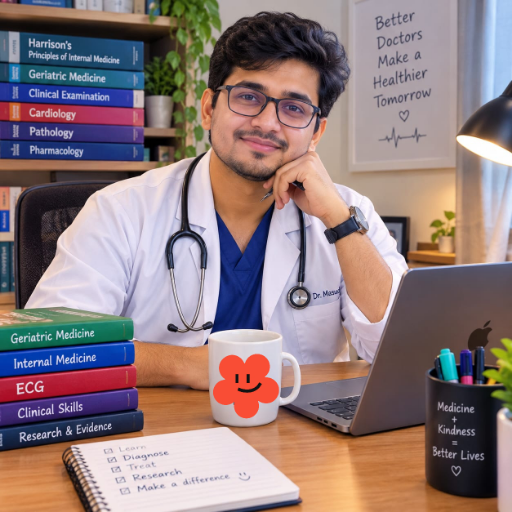 Harrison's
Principles of Internal Medicine
Geriatric Medicine
Clinical Examination
Cardiology
Pathology
Pharmacology
Better
Doctors
Make a
Healthier
Tomorrow
Dr.
Geriatric Medicine
Internal Medicine
ECG
Clinical Skills
Research & Evidence
Learn
Diagnose
Treat
Research
Make a difference
Medicine
+
Kindness
=
Better Lives